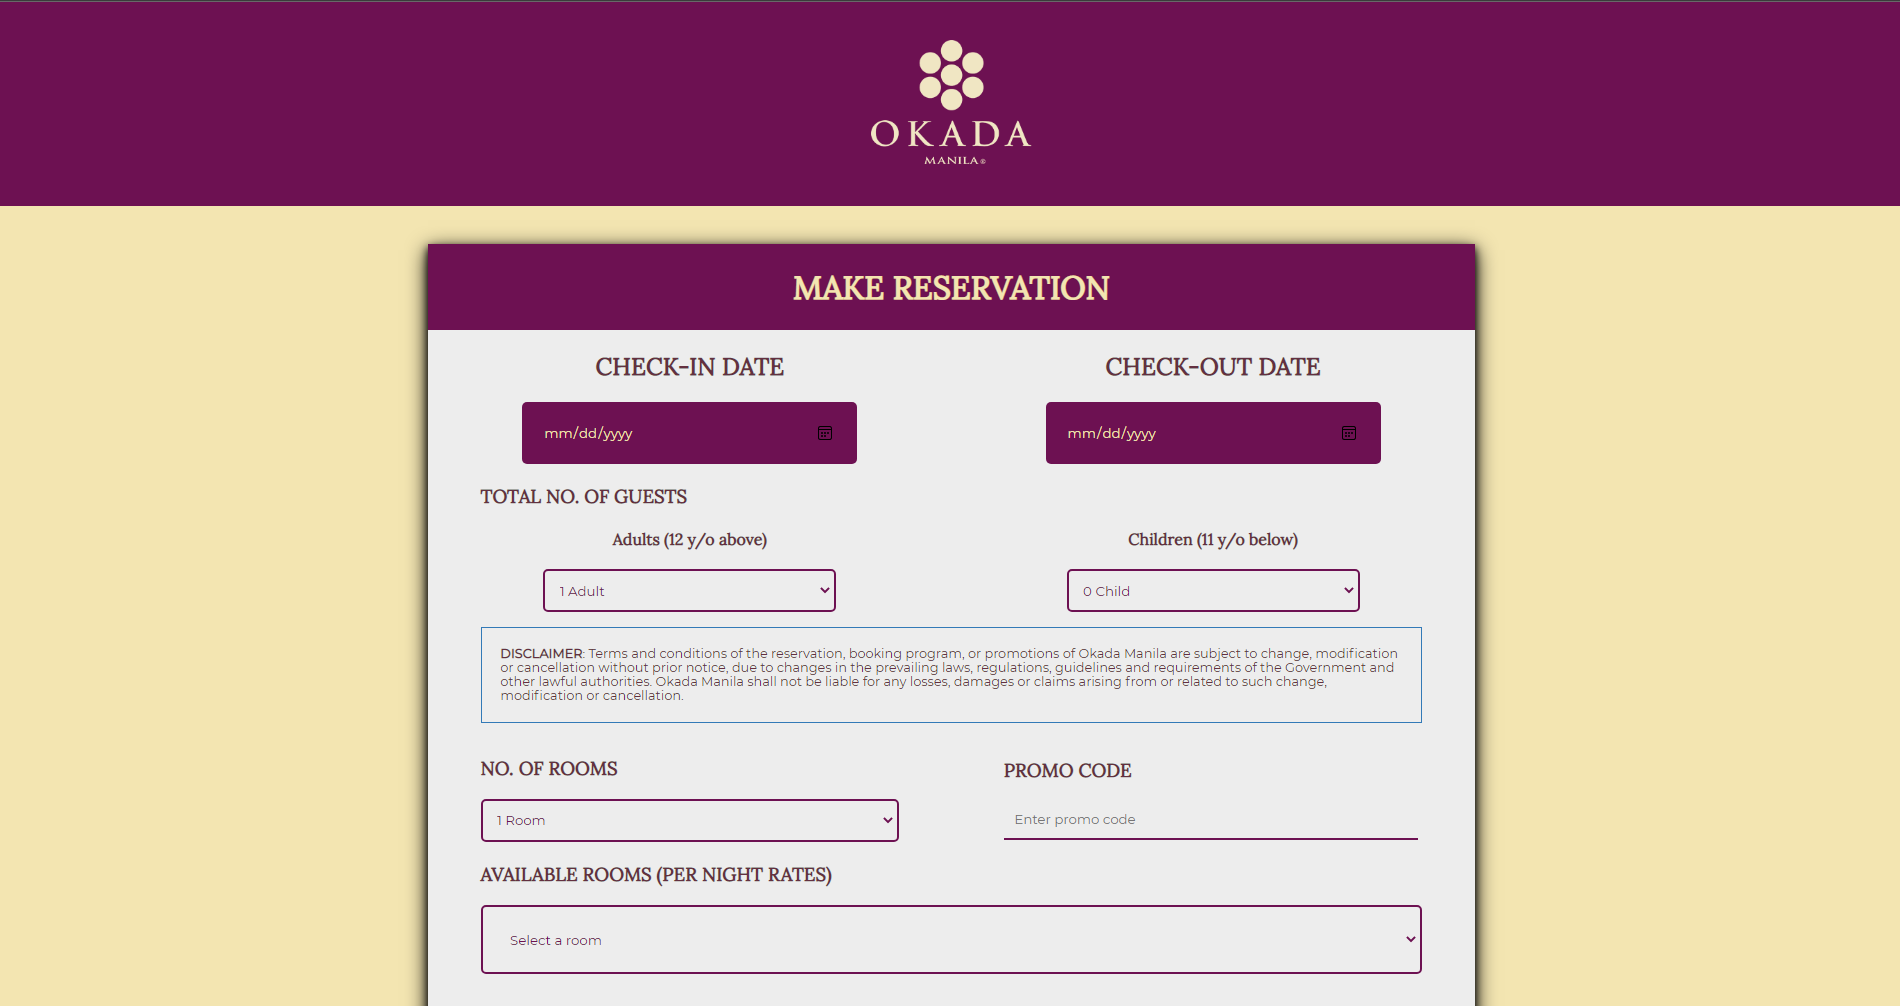 OKADA
MANILA®
MAKE RESERVATION
CHECK-IN DATE
CHECK-OUT DATE
mm/dd/yyyy
mm/dd/yyyy
TOTAL NO. OF GUESTS
Adults (12 y/o above)
Children (11 y/o below)
1 Adult
0 Child
DISCLAIMER: Terms and conditions of the reservation, booking program, or promotions of Okada Manila are subject to change, modification
or cancellation without prior notice, due to changes in the prevailing laws, regulations, guidelines and requirements of the Government and
other lawful authorities. Okada Manila shall not be liable for any losses, damages or claims arising from or related to such change,
modification or cancellation.
NO. OF ROOMS
PROMO CODE
1 Room
Enter promo code
AVAILABLE ROOMS (PER NIGHT RATES)
Select a room